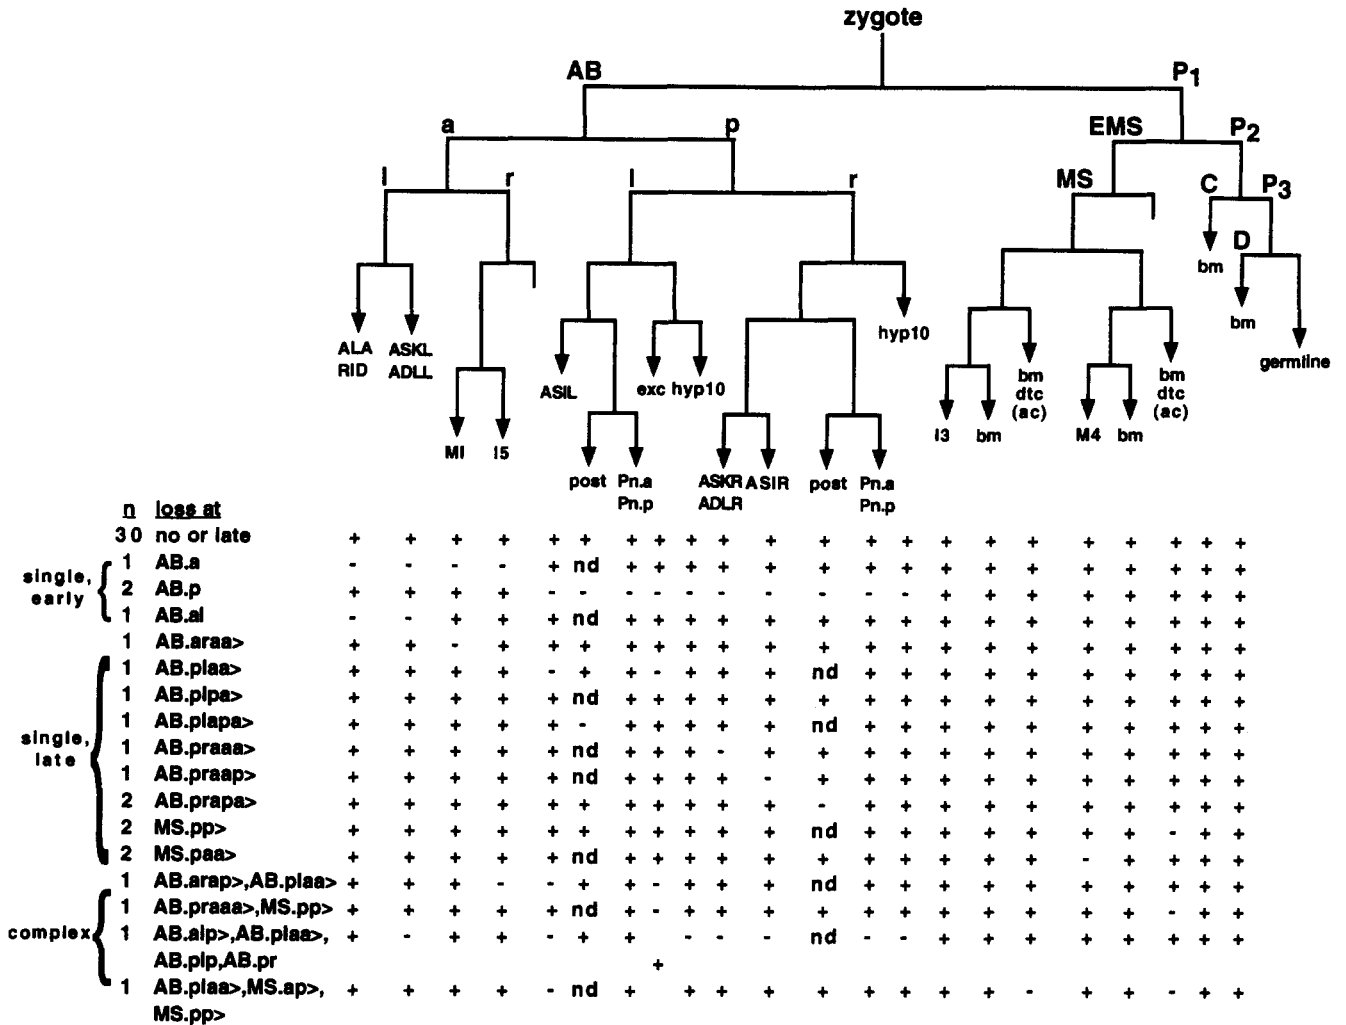 zygote
AB P1
a p EMS P2
l r l r MS C P3
D
bm
bm
hyp10
germline
ALA ASKL
RID ADLL
ASIL exc hyp10
bm bm
dtc dtc
(ac) (ac)
MI I5 I3 bm M4 bm
post Pn.a ASKR ASIR post Pn.a
Pn.p ADLR Pn.p
n loss at
30 no or late + + + + + + + + + + + + + + + + + + + + + +
single, early
1 AB.a - - - - + nd + + + + + + + + + + + + + + + +
2 AB.p + + + + - - - - - - - - - - + + + + + + + +
1 AB.al - - + + + nd + + + + + + + + + + + + + + + +
1 AB.araa> + + - + + + + + + + + + + + + + + + + + + +
single, late
1 AB.plaa> + + + + - + + - + + + nd + + + + + + + + + +
1 AB.plpa> + + + + + nd + + + + + + + + + + + + + + + +
1 AB.plapa> + + + + + - + + + + + nd + + + + + + + + + +
1 AB.praaa> + + + + + nd + + + - + + + + + + + + + + + +
1 AB.praap> + + + + + nd + + + + - + + + + + + + + + + +
2 AB.prapa> + + + + + + + + + + + - + + + + + + + + + +
2 MS.pp> + + + + + + + + + + + nd + + + + + + + - + +
2 MS.paa> + + + + + nd + + + + + + + + + + + - + + + +
1 AB.arap>,AB.plaa> + + + - - + + - + + + nd + + + + + + + + + +
complex
1 AB.praaa>,MS.pp> + + + + + nd + - + + + + + + + + + + + - + +
1 AB.alp>,AB.plaa>, + - + + - + + - - - nd - - + + + + + + + +
AB.plp,AB.pr +
1 AB.plaa>,MS.ap>, + + + + - nd + + + + + + + + + - + + - + +
MS.pp>